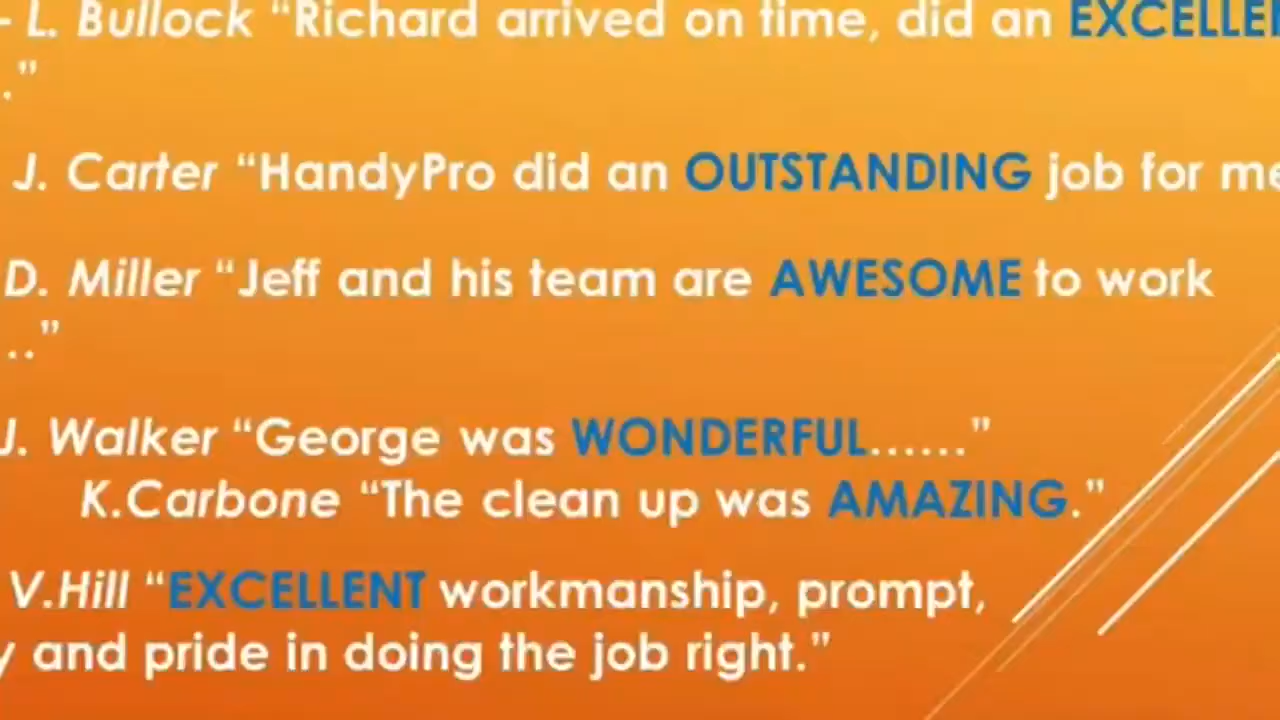 - L. Bullock “Richard arrived on time, did an
.”
J. Carter “HandyPro did an OUTSTANDING job for me
D. Miller “Jeff and his team are AWESOME to work
..”
J. Walker “George was WONDERFUL......”
K.Carbone “The clean up was AMAZING.”
V.Hill “EXCELLENT workmanship, prompt,
y and pride in doing the job right.”